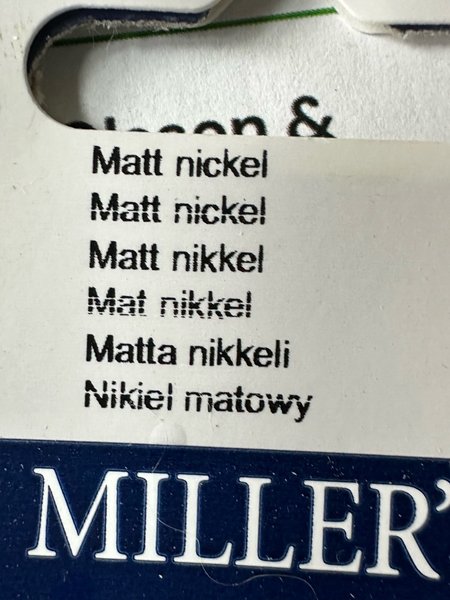 &
Matt nickel
Matt nickel
Matt nikkel
Mat nikkel
Matta nikkeli
Nikiel matowy
MILLER'